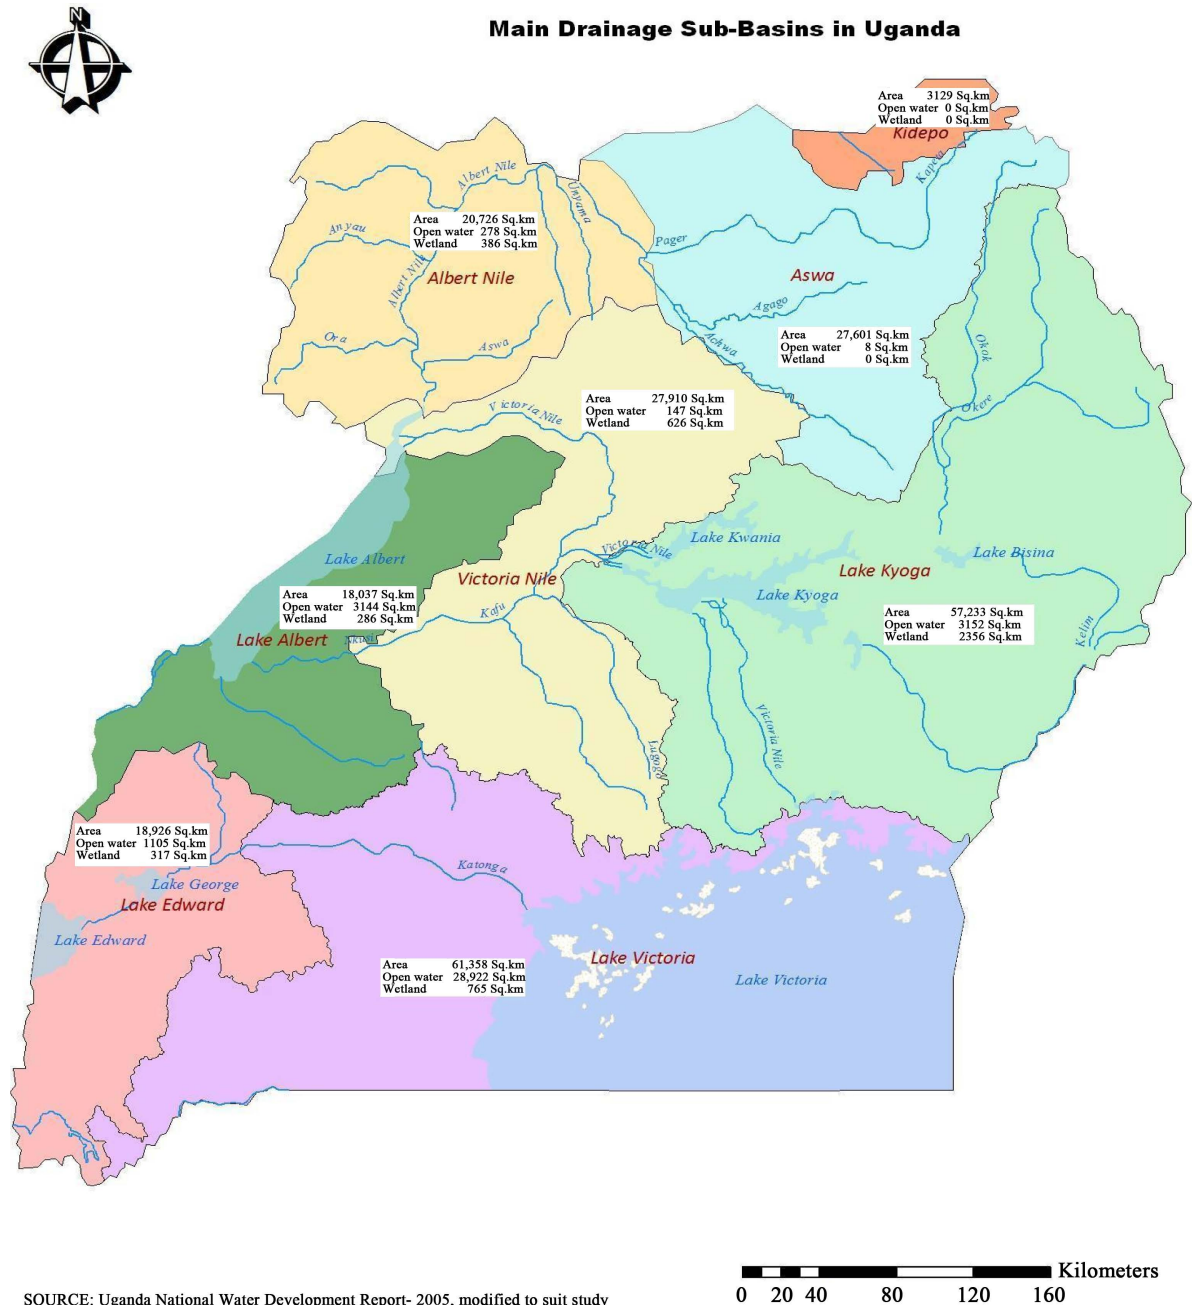 N
Main Drainage Sub-Basins in Uganda
Area 3129 Sq.km
Open water 0 Sq.km
Wetland 0 Sq.km
Kidepo
Kapeta
Albert Nile
Unyama
Area 20,726 Sq.km
Open water 278 Sq.km
Wetland 386 Sq.km
Anyau
Albert Nile
Albert Nile
Pager
Aswa
Agago
Achwa
Area 27,601 Sq.km
Open water 8 Sq.km
Wetland 0 Sq.km
Okok
Ora
Aswa
Okere
Area 27,910 Sq.km
Open water 147 Sq.km
Wetland 626 Sq.km
Victoria Nile
Lake Kwania
Victoria Nile
Lake Bisina
Lake Albert
Lake Kyoga
Victoria Nile
Lake Kyoga
Area 18,037 Sq.km
Open water 3144 Sq.km
Wetland 286 Sq.km
Kafu
Area 57,233 Sq.km
Open water 3152 Sq.km
Wetland 2356 Sq.km
Lake Albert
Nkusi
Kelim
Victoria Nile
Lugogo
Area 18,926 Sq.km
Open water 1105 Sq.km
Wetland 317 Sq.km
Katonga
Lake George
Lake Edward
Lake Edward
Lake Victoria
Area 61,358 Sq.km
Open water 28,922 Sq.km
Wetland 765 Sq.km
Lake Victoria
Kilometers
0 20 40 80 120 160
SOURCE: Uganda National Water Development Report- 2005, modified to suit study